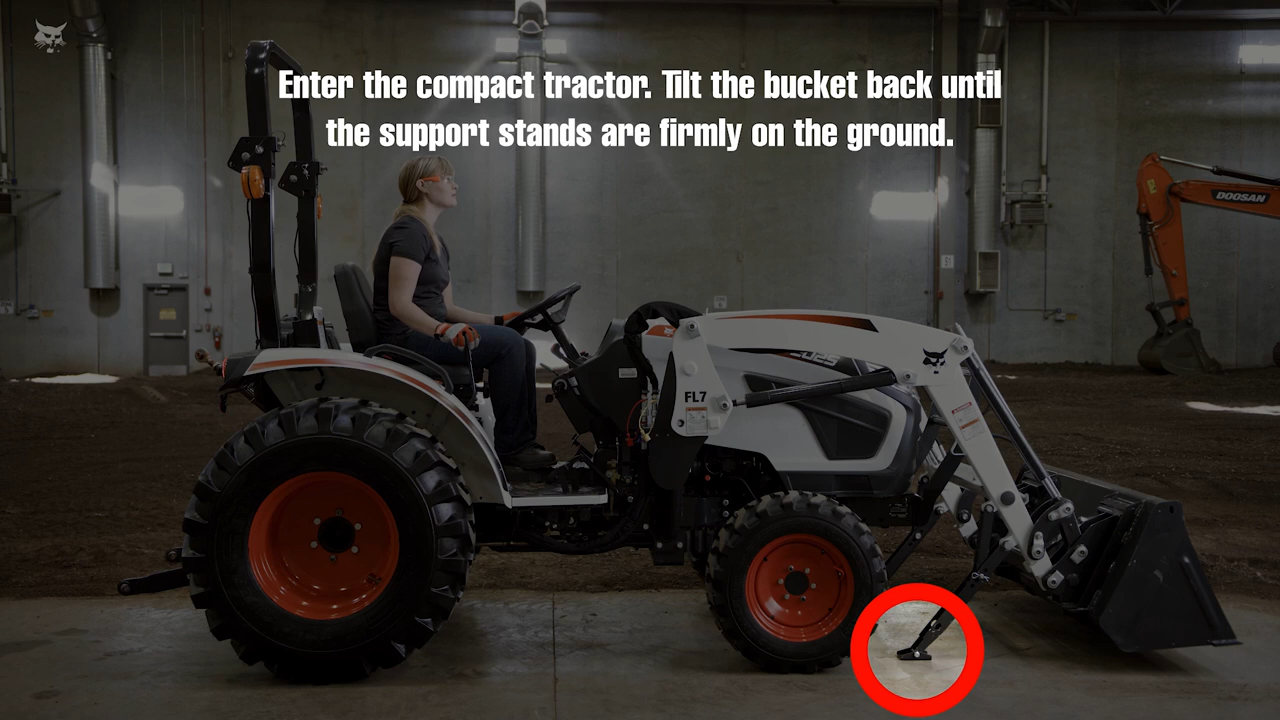 Enter the compact tractor. Tilt the bucket back until
the support stands are firmly on the ground.
DOOSAN
FL7